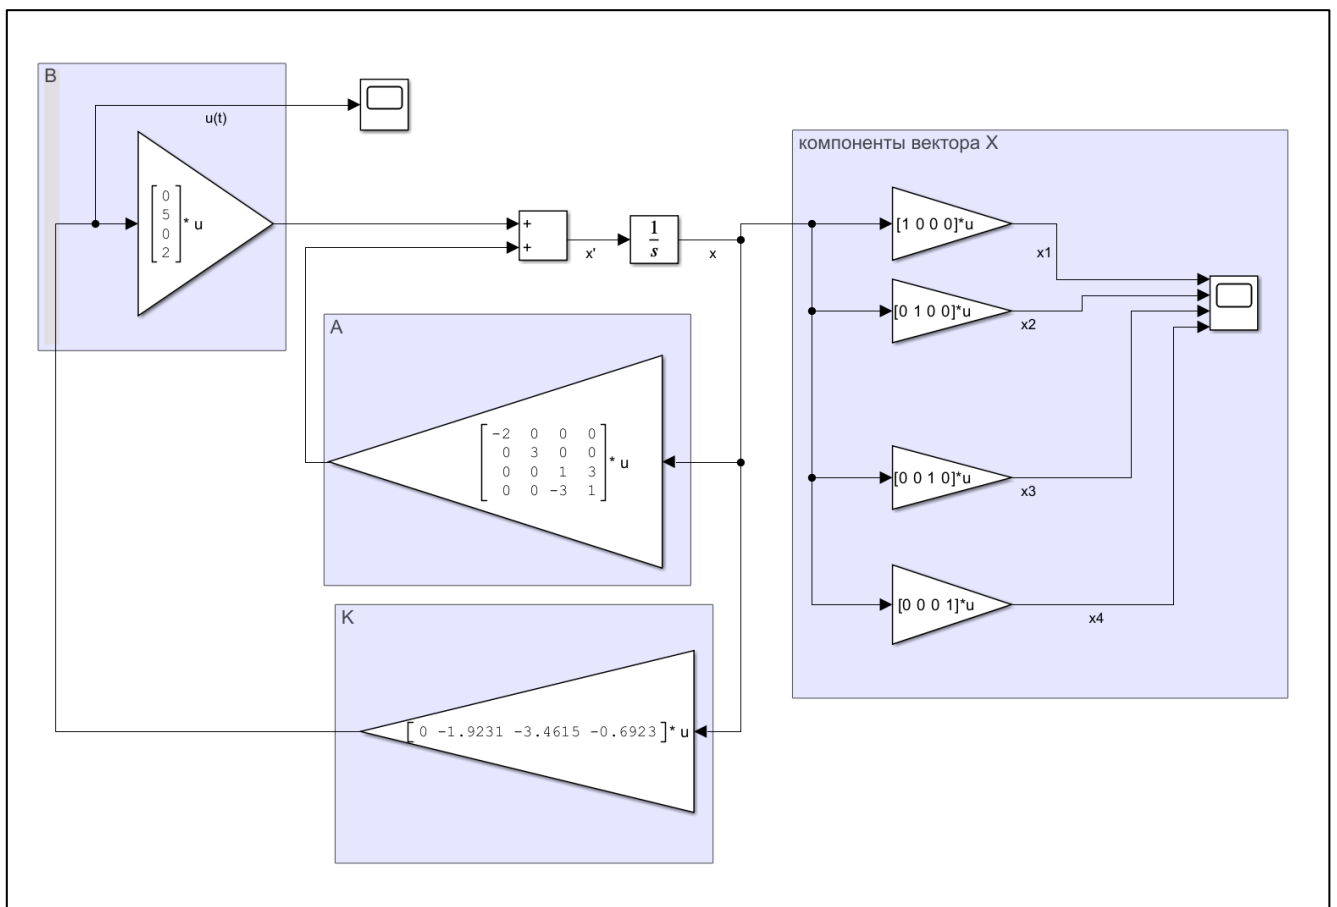 B
u(t)
0
5
0
2
* u
+
+
x'
1
s
x
A
-2 0 0 0
0 3 0 0
0 0 1 3
0 0 -3 1
* u
K
[ 0 -1.9231 -3.4615 -0.6923 ]* u
компоненты вектора X
[1 0 0 0]*u
x1
[0 1 0 0]*u
x2
[0 0 1 0]*u
x3
[0 0 0 1]*u
x4